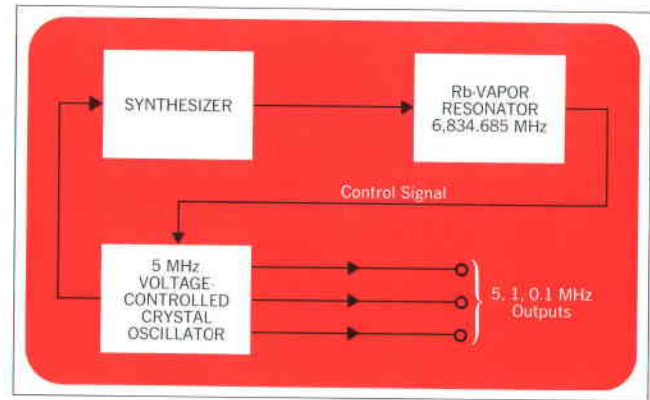 SYNTHESIZER
Rb-VAPOR
RESONATOR
6,834.685 MHz
Control Signal
5 MHz
VOLTAGE-
CONTROLLED
CRYSTAL
OSCILLATOR
5, 1, 0.1 MHz
Outputs